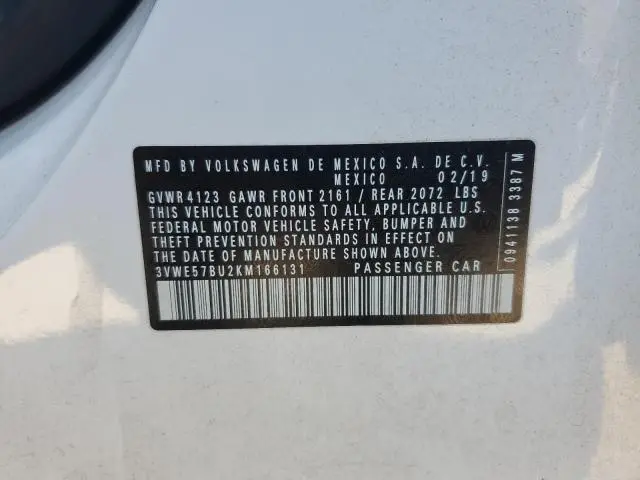 MFD BY VOLKSWAGEN DE MEXICO S.A. DE C.V.
MEXICO 02/19
GVWR 4123 GAWR FRONT 2161 / REAR 2072 LBS
THIS VEHICLE CONFORMS TO ALL APPLICABLE U.S.
FEDERAL MOTOR VEHICLE SAFETY, BUMPER AND
THEFT PREVENTION STANDARDS IN EFFECT ON
THE DATE OF MANUFACTURE SHOWN ABOVE.
3VWE57BU2KM166131 PASSENGER CAR
0941138 3387 M